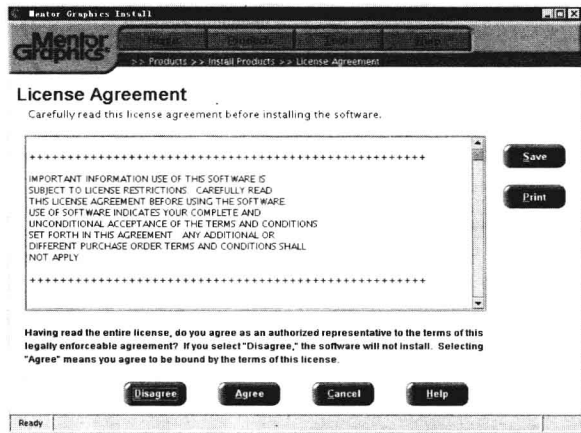 Mentor Graphics Install
Mentor
Graphics
Help
>> Products >> Install Products >> License Agreement
License Agreement
Carefully read this license agreement before installing the software.
++++++++++++++++++++++++++++++++++++++++++++++++++++
IMPORTANT INFORMATION USE OF THIS SOFTWARE IS
SUBJECT TO LICENSE RESTRICTIONS CAREFULLY READ
THIS LICENSE AGREEMENT BEFORE USING THE SOFTWARE
USE OF SOFTWARE INDICATES YOUR COMPLETE AND
UNCONDITIONAL ACCEPTANCE OF THE TERMS AND CONDITIONS
SET FORTH IN THIS AGREEMENT ANY ADDITIONAL OR
DIFFERENT PURCHASE ORDER TERMS AND CONDITIONS SHALL
NOT APPLY
++++++++++++++++++++++++++++++++++++++++++++++++++++
Save
Print
Having read the entire license, do you agree as an authorized representative to the terms of this
legally enforceable agreement? If you select "Disagree," the software will not install. Selecting
"Agree" means you agree to be bound by the terms of this license.
Disagree Agree Cancel Help
Ready